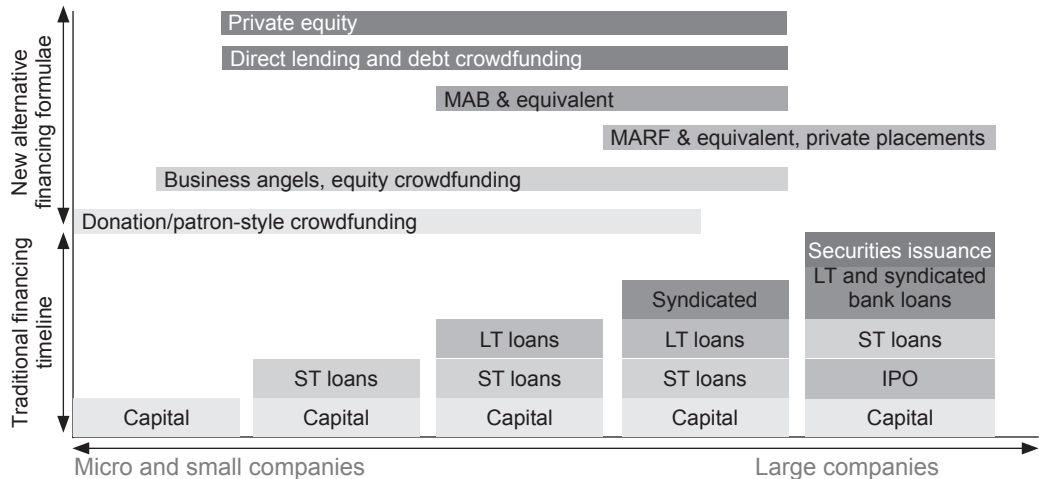 New alternative
financing formulae
Private equity
Direct lending and debt crowdfunding
MAB & equivalent
MARF & equivalent, private placements
Business angels, equity crowdfunding
Donation/patron-style crowdfunding
Traditional financing
timeline
Securities issuance
LT and syndicated
bank loans
Syndicated
LT loans
LT loans
ST loans
ST loans
ST loans
ST loans
IPO
Capital
Capital
Capital
Capital
Capital
Micro and small companies
Large companies